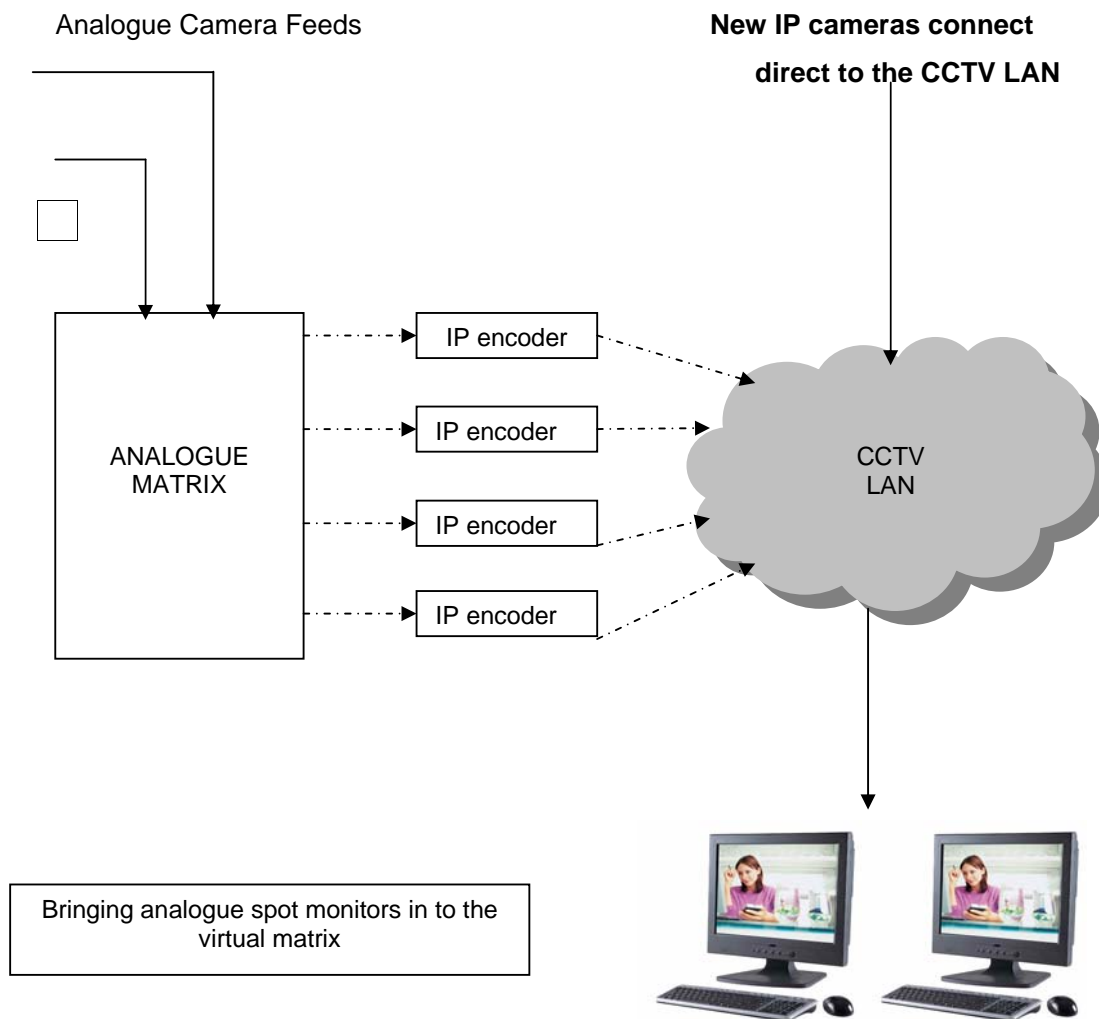 Analogue Camera Feeds
New IP cameras connect
direct to the CCTV LAN
IP encoder
IP encoder
ANALOGUE
MATRIX
CCTV
LAN
IP encoder
IP encoder
Bringing analogue spot monitors in to the
virtual matrix